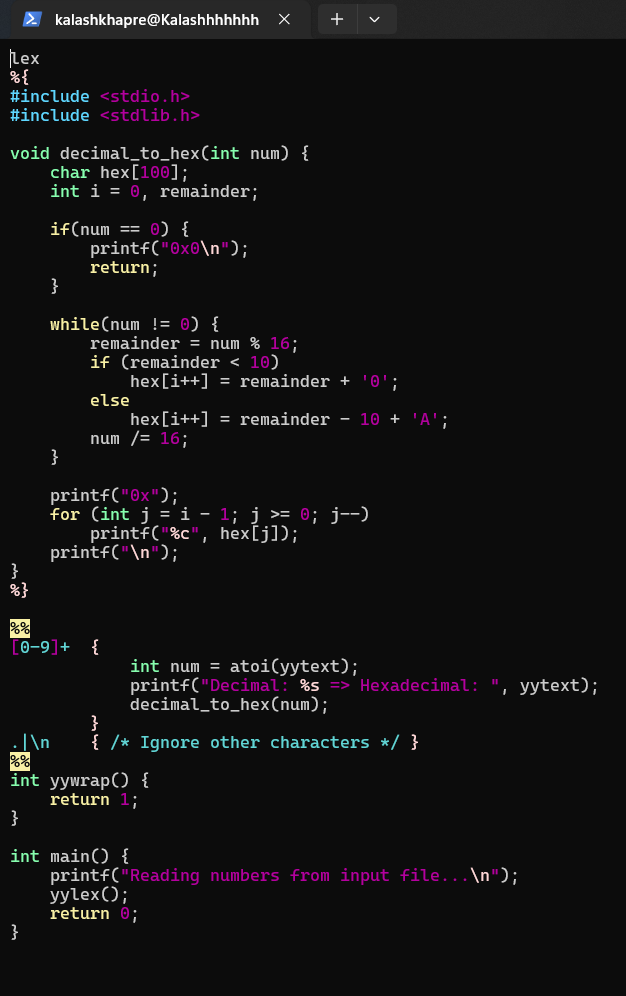 kalashkhapre@Kalashhhhhhh
lex
%{
#include <stdio.h>
#include <stdlib.h>

void decimal_to_hex(int num) {
    char hex[100];
    int i = 0, remainder;

    if(num == 0) {
        printf("0x0\n");
        return;
    }

    while(num != 0) {
        remainder = num % 16;
        if (remainder < 10)
            hex[i++] = remainder + '0';
        else
            hex[i++] = remainder - 10 + 'A';
        num /= 16;
    }

    printf("0x");
    for (int j = i - 1; j >= 0; j--)
        printf("%c", hex[j]);
    printf("\n");
}
%}

%%
[0-9]+  {
            int num = atoi(yytext);
            printf("Decimal: %s => Hexadecimal: ", yytext);
            decimal_to_hex(num);
        }
.|\n    { /* Ignore other characters */ }
%%
int yywrap() {
    return 1;
}

int main() {
    printf("Reading numbers from input file...\n");
    yylex();
    return 0;
}